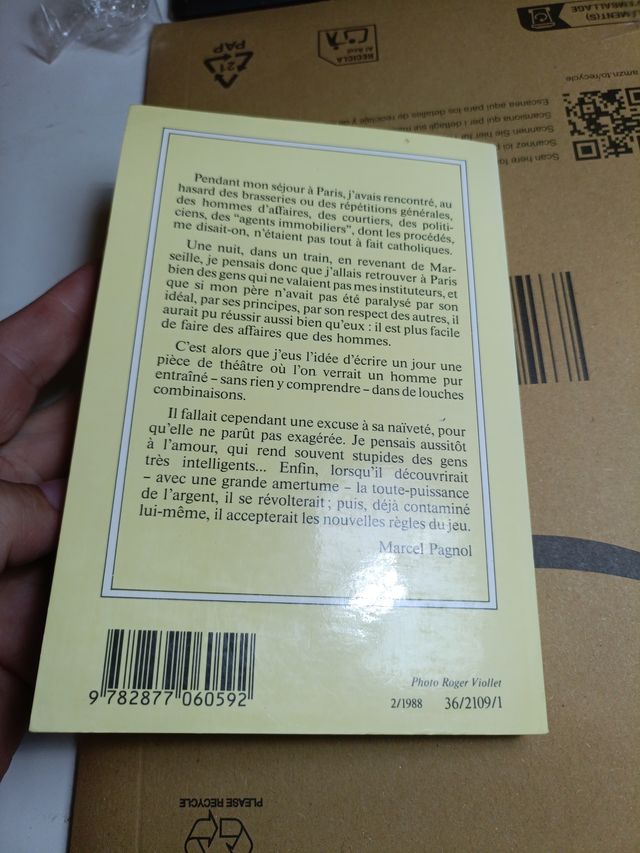 21
PAP
RECICLA
Al Azul
EMBALLAGE
amzn.to/recycle
Pendant mon séjour à Paris, j'avais rencontré, au
hasard des brasseries ou des répétitions générales,
des hommes d'affaires, des courtiers, des politi-
ciens, des "agents immobiliers", dont les procédés,
me disait-on, n'étaient pas tout à fait catholiques.
Une nuit, dans un train, en revenant de Mar-
seille, je pensais donc que j'allais retrouver à Paris
bien des gens qui ne valaient pas mes instituteurs, et
que si mon père n'avait pas été paralysé par son
idéal, par ses principes, par son respect des autres, il
aurait pu réussir aussi bien qu'eux : il est plus facile
de faire des affaires que des hommes.
C'est alors que j'eus l'idée d'écrire un jour une
pièce de théâtre où l'on verrait un homme pur
entraîné – sans rien y comprendre – dans de louches
combinaisons.
Il fallait cependant une excuse à sa naïveté, pour
qu'elle ne parût pas exagérée. Je pensais aussitôt
à l'amour, qui rend souvent stupides des gens
très intelligents... Enfin, lorsqu'il découvrirait
– avec une grande amertume – la toute-puissance
de l'argent, il se révolterait ; puis, déjà contaminé
lui-même, il accepterait les nouvelles règles du jeu.
Marcel Pagnol
9 782877 060592
Photo Roger Viollet
2/1988 36/2109/1
PLEASE RECYCLE